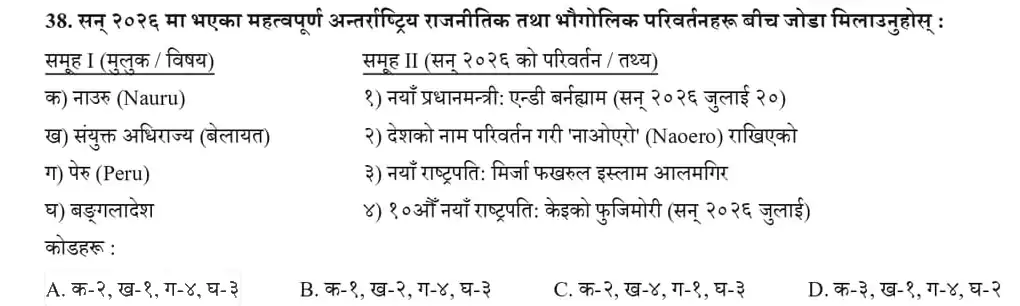 38. सन् २०२६ मा भएका महत्वपूर्ण अन्तर्राष्ट्रिय राजनीतिक तथा भौगोलिक परिवर्तनहरू बीच जोडा मिलाउनुहोस् :
समूह I (मुलुक / विषय) समूह II (सन् २०२६ को परिवर्तन / तथ्य)
क) नाउरु (Nauru) १) नयाँ प्रधानमन्त्री: एन्डी बर्नह्याम (सन् २०२६ जुलाई २०)
ख) संयुक्त अधिराज्य (बेलायत) २) देशको नाम परिवर्तन गरी 'नाओएरो' (Naoero) राखिएको
ग) पेरु (Peru) ३) नयाँ राष्ट्रपति: मिर्जा फखरुल इस्लाम आलमगिर
घ) बङ्गलादेश ४) १०औँ नयाँ राष्ट्रपति: केइको फुजिमोरी (सन् २०२६ जुलाई)
कोडहरू :
A. क-२, ख-१, ग-४, घ-३ B. क-१, ख-२, ग-४, घ-३ C. क-२, ख-४, ग-१, घ-३ D. क-३, ख-१, ग-४, घ-२